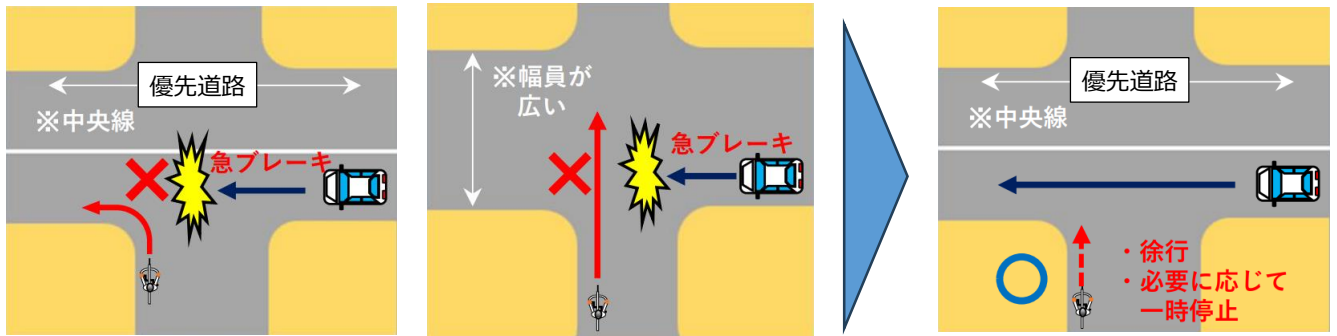 優先道路
※中央線
急ブレーキ
※幅員が
広い
急ブレーキ
優先道路
※中央線
・徐行
・必要に応じて
一時停止